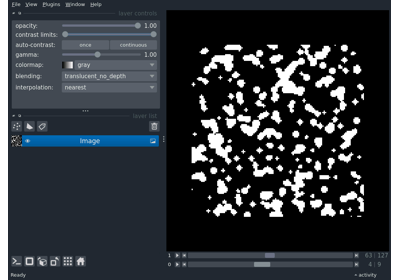 File View Plugins Window Help
layer controls
opacity: 1.00
contrast limits:
auto-contrast: once continuous
gamma: 1.00
colormap: gray
blending: translucent_no_depth
interpolation: nearest
layer list
Image
1 63 127
0 4 9
Ready activity